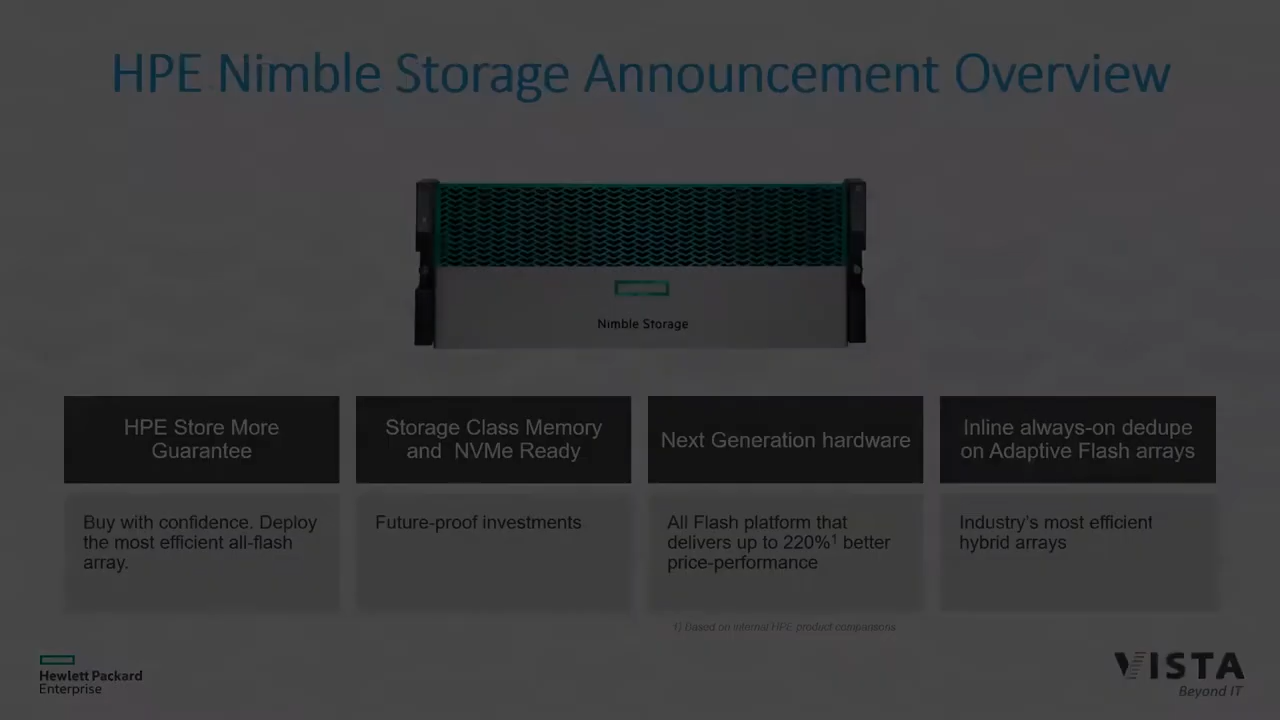 HPE Nimble Storage Announcement Overview
Nimble Storage
HPE Store More
Guarantee
Buy with confidence. Deploy
the most efficient all-flash
array.
Storage Class Memory
and NVMe Ready
Future-proof investments
Next Generation hardware
All Flash platform that
delivers up to 220%¹ better
price-performance
1) Based on internal HPE product comparisons
Inline always-on dedupe
on Adaptive Flash arrays
Industry's most efficient
hybrid arrays
Hewlett Packard
Enterprise
VISTA
Beyond IT